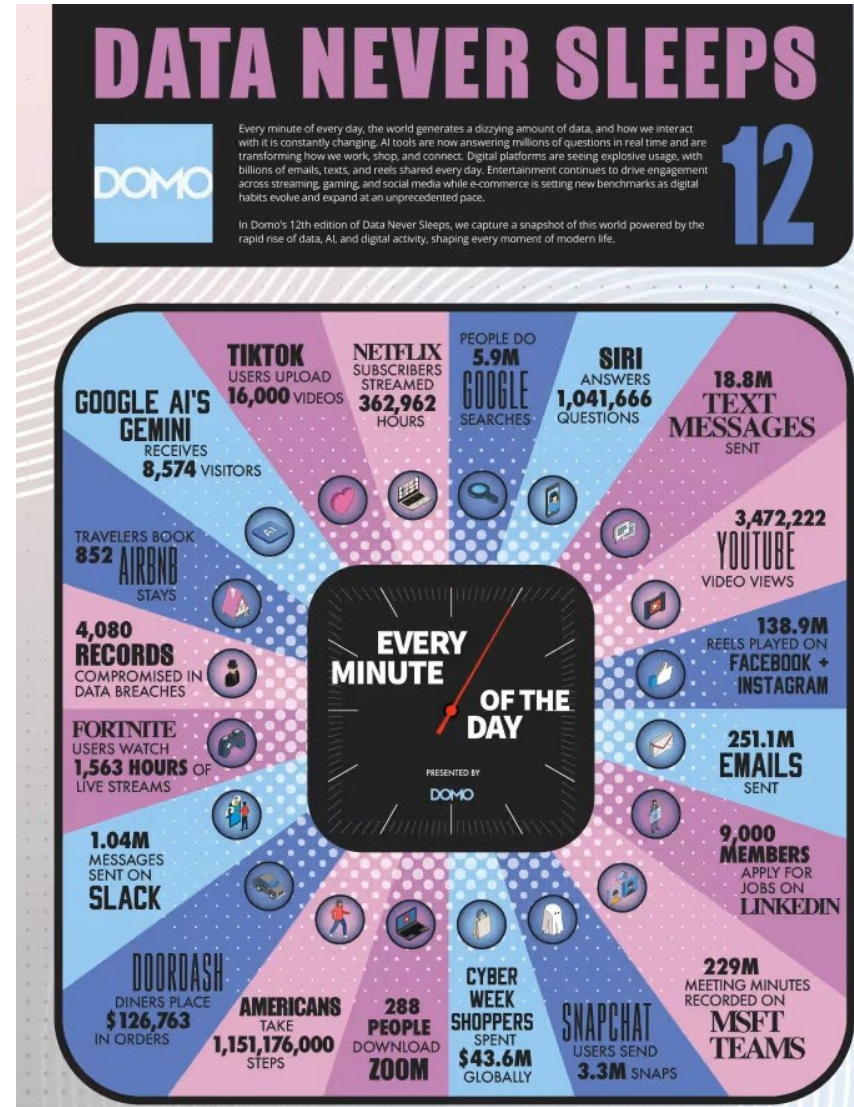 DATA NEVER SLEEPS
DOMO
Every minute of every day, the world generates a dizzying amount of data, and how we interact
with it is constantly changing. AI tools are now answering millions of questions in real time and are
transforming how we work, shop, and connect. Digital platforms are seeing explosive usage, with
billions of emails, texts, and reels shared every day. Entertainment continues to drive engagement
across streaming, gaming, and social media while e-commerce is setting new benchmarks as digital
habits evolve and expand at an unprecedented pace.
In Domo's 12th edition of Data Never Sleeps, we capture a snapshot of this world powered by the
rapid rise of data, AI, and digital activity, shaping every moment of modern life.
12
PEOPLE DO
5.9M
GOOGLE
SEARCHES
SIRI
ANSWERS
1,041,666
QUESTIONS
18.8M
TEXT
MESSAGES
SENT
3,472,222
YOUTUBE
VIDEO VIEWS
138.9M
REELS PLAYED ON
FACEBOOK +
INSTAGRAM
251.1M
EMAILS
SENT
9,000
MEMBERS
APPLY FOR
JOBS ON
LINKEDIN
229M
MEETING MINUTES
RECORDED ON
MSFT
TEAMS
SNAPCHAT
USERS SEND
3.3M SNAPS
CYBER
WEEK
SHOPPERS
SPENT
$43.6M
GLOBALLY
288
PEOPLE
DOWNLOAD
ZOOM
AMERICANS
TAKE
1,151,176,000
STEPS
DOORDASH
DINERS PLACE
$126,763
IN ORDERS
1.04M
MESSAGES
SENT ON
SLACK
FORTNITE
USERS WATCH
1,563 HOURS OF
LIVE STREAMS
4,080
RECORDS
COMPROMISED IN
DATA BREACHES
TRAVELERS BOOK
852 AIRBNB
STAYS
GOOGLE AI'S
GEMINI
RECEIVES
8,574 VISITORS
TIKTOK
USERS UPLOAD
16,000 VIDEOS
NETFLIX
SUBSCRIBERS
STREAMED
362,962
HOURS
EVERY
MINUTE
OF THE
DAY
PRESENTED BY
DOMO